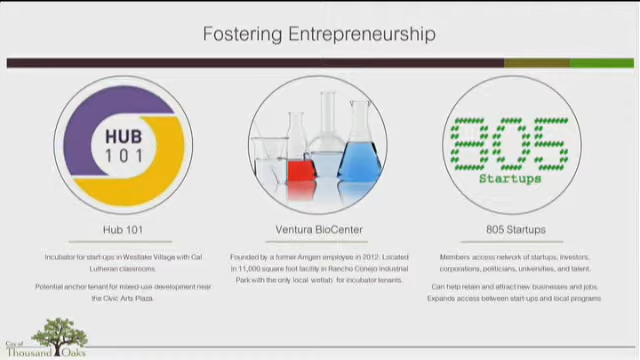 Fostering Entrepreneurship
HUB
101
805
Startups
Hub 101
Incubator for start-ups in Westlake Village with Cal
Lutheran classrooms.
Potential anchor tenant for mixed-use development near
the Civic Arts Plaza.
Ventura BioCenter
Founded by a former Amgen employee in 2012. Located
in 11,000 square foot facility in Rancho Conejo Industrial
Park with the only local wetlab for incubator tenants.
805 Startups
Members access network of startups, investors,
corporations, politicians, universities, and talent.
Can help retain and attract new businesses and jobs.
Expands access between start-ups and local programs
City of
Thousand Oaks